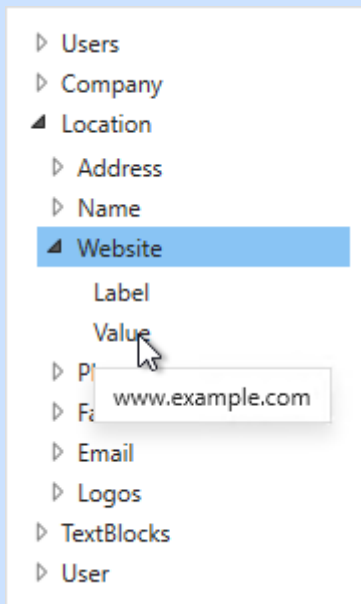 Users
Company
Location
Address
Name
Website
Label
Value
www.example.com
Email
Logos
TextBlocks
User